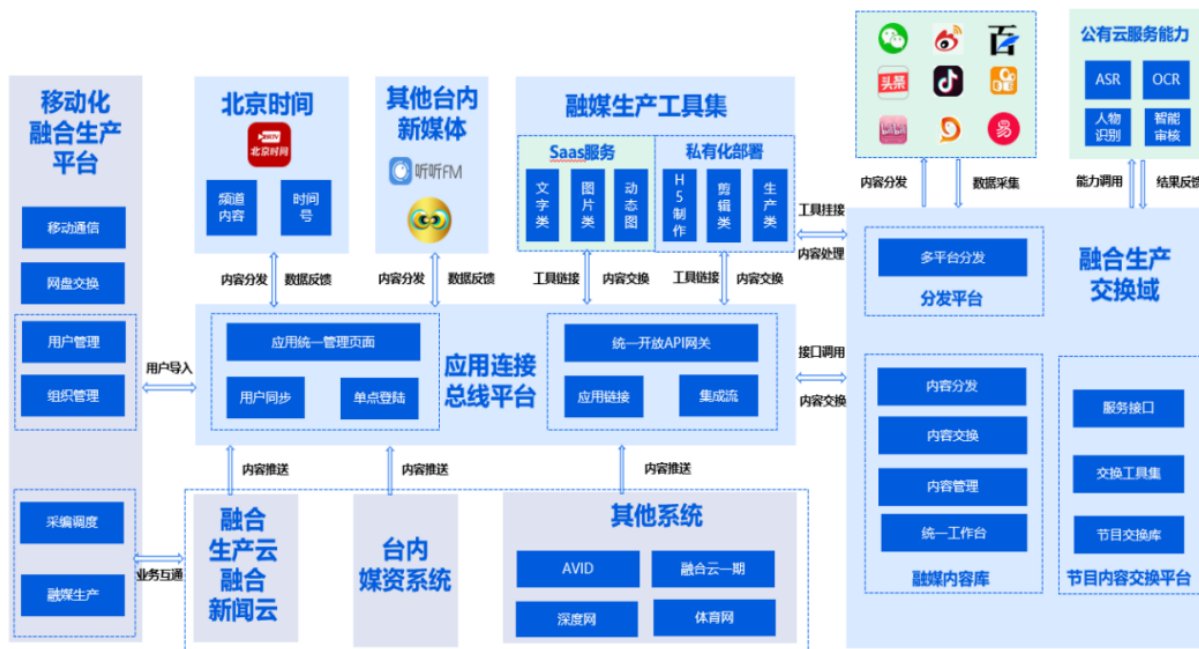 移动化
融合生产
平台
移动通信
网盘交换
用户管理
组织管理
采编调度
融媒生产
用户导入
业务互通
北京时间
北京时间
频道
内容
时间
号
内容分发
数据反馈
其他台内
新媒体
听听FM
内容分发
数据反馈
融媒生产工具集
Saas服务
文字类
图片类
动态图
私有化部署
H5制作
剪辑类
生产类
工具链接
内容交换
工具链接
内容交换
工具挂接
内容处理
应用统一管理页面
用户同步
单点登陆
应用连接
总线平台
统一开放API网关
应用链接
集成流
接口调用
内容交换
内容推送
内容推送
内容推送
融合
生产云
融合
新闻云
台内
媒资系统
其他系统
AVID
融合云一期
深度网
体育网
头条
百
易
内容分发
数据采集
公有云服务能力
ASR
OCR
人物
识别
智能
审核
能力调用
结果反馈
多平台分发
分发平台
融合生产
交换域
内容分发
内容交换
内容管理
统一工作台
融媒内容库
服务接口
交换工具集
节目交换库
节目内容交换平台